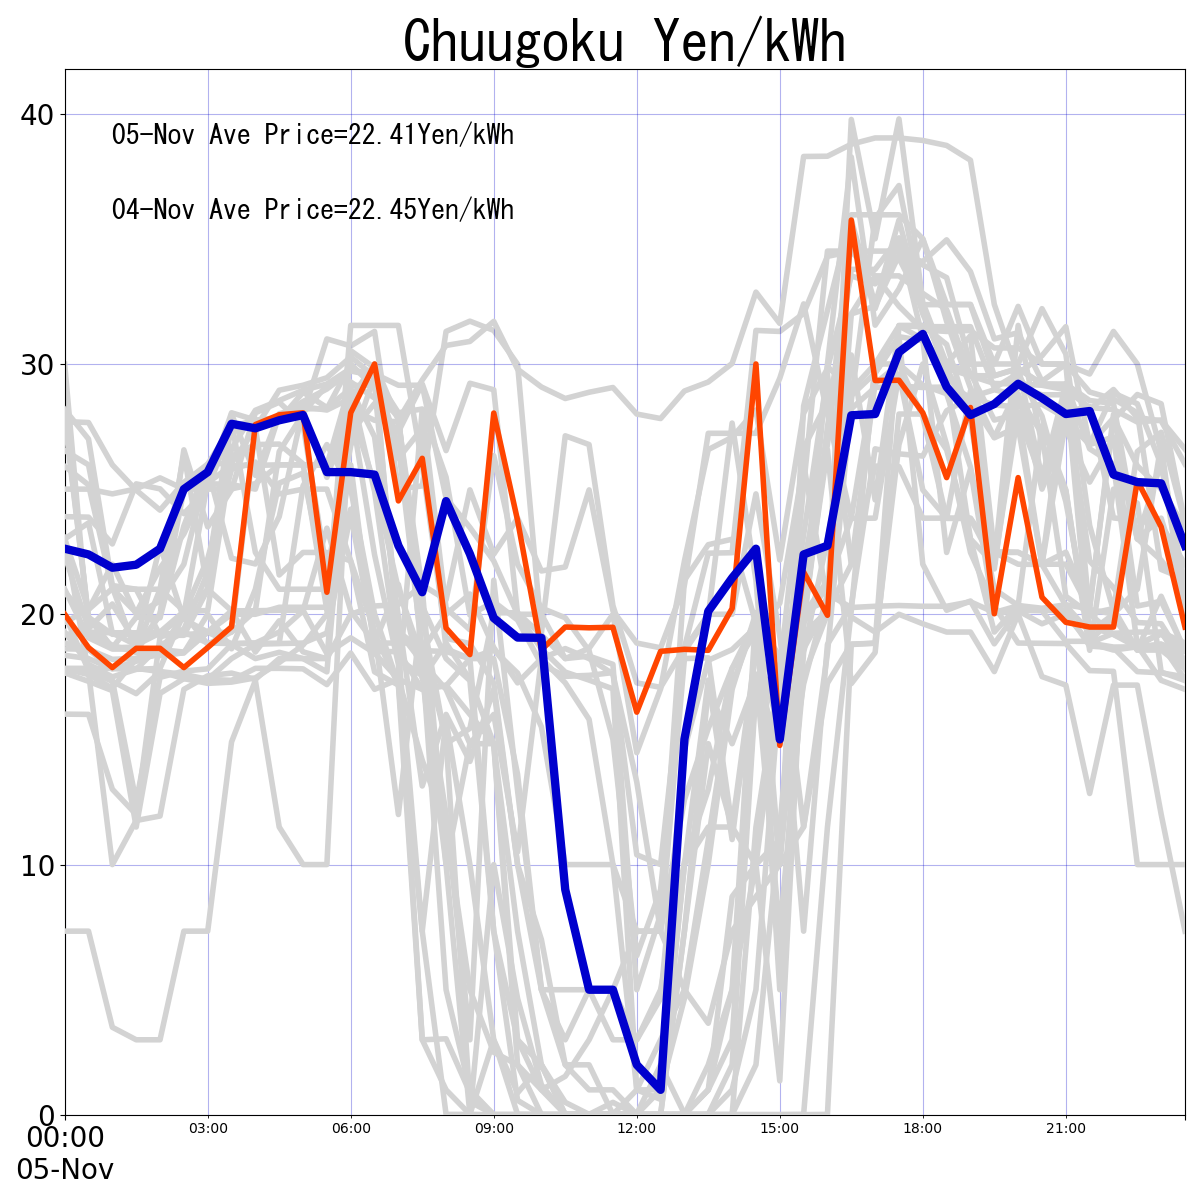 Chuugoku Yen/kWh
40
05-Nov Ave Price=22.41Yen/kWh
04-Nov Ave Price=22.45Yen/kWh
30
20
10
0
00:00 03:00 06:00 09:00 12:00 15:00 18:00 21:00
05-Nov